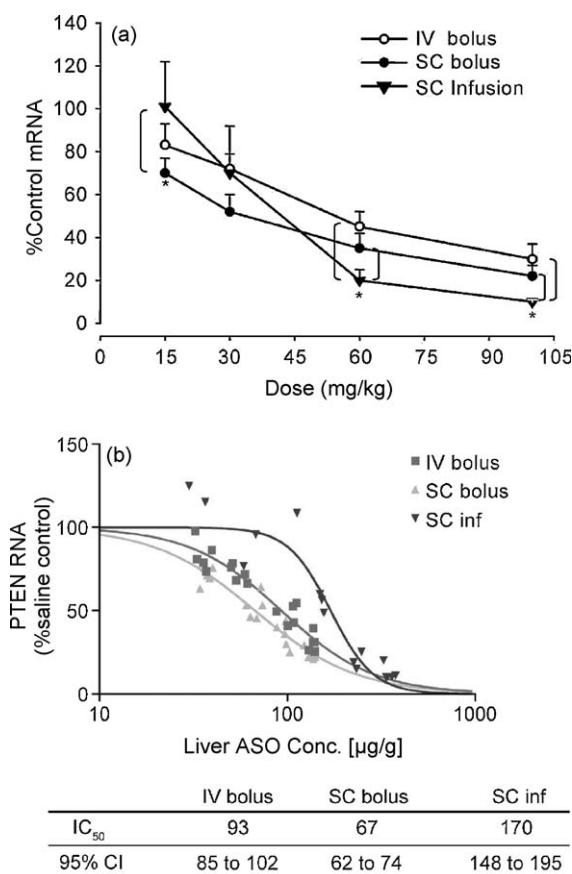 (a)
IV bolus
SC bolus
SC Infusion
%Control mRNA
140
120
100
80
60
40
20
0
*
*
*
0 15 30 45 60 75 90 105
Dose (mg/kg)
(b)
IV bolus
SC bolus
SC inf
PTEN RNA
(%saline control)
150
100
50
0
10 100 1000
Liver ASO Conc. [µg/g]
IV bolus SC bolus SC inf
IC50 93 67 170
95% CI 85 to 102 62 to 74 148 to 195